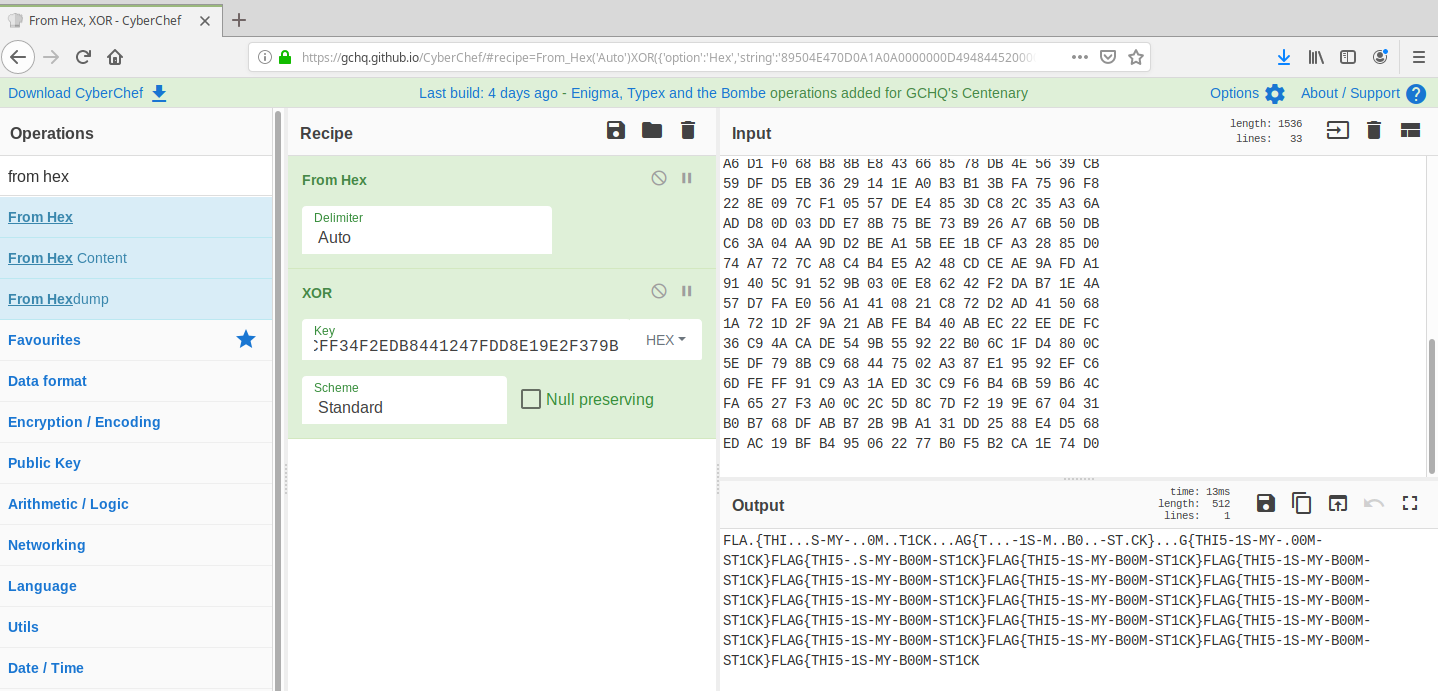 From Hex, XOR - CyberChef
https://gchq.github.io/CyberChef/#recipe=From_Hex('Auto')XOR({'option':'Hex','string':'89504E470D0A1A0A0000000D4948445200
Download CyberChef
Last build: 4 days ago - Enigma, Typex and the Bombe operations added for GCHQ's Centenary
Options
About / Support
Operations
from hex
From Hex
From Hex Content
From Hexdump
Favourites
Data format
Encryption / Encoding
Public Key
Arithmetic / Logic
Networking
Language
Utils
Date / Time
Recipe
From Hex
Delimiter
Auto
XOR
Key
FF34F2EDB8441247FDD8E19E2F379B
HEX
Scheme
Standard
Null preserving
Input
length: 1536
lines: 33
A6 D1 F0 68 B8 8B E8 43 66 85 78 DB 4E 56 39 CB
59 DF D5 EB 36 29 14 1E A0 B3 B1 3B FA 75 96 F8
22 8E 09 7C F1 05 57 DE E4 85 3D C8 2C 35 A3 6A
AD D8 0D 03 DD E7 8B 75 BE 73 B9 26 A7 6B 50 DB
C6 3A 04 AA 9D D2 BE A1 5B EE 1B CF A3 28 85 D0
74 A7 72 7C A8 C4 B4 E5 A2 48 CD CE AE 9A FD A1
91 40 5C 91 52 9B 03 0E E8 62 42 F2 DA B7 1E 4A
57 D7 FA E0 56 A1 41 08 21 C8 72 D2 AD 41 50 68
1A 72 1D 2F 9A 21 AB FE B4 40 AB EC 22 EE DE FC
36 C9 4A CA DE 54 9B 55 92 22 B0 6C 1F D4 80 0C
5E DF 79 8B C9 68 44 75 02 A3 87 E1 95 92 EF C6
6D FE FF 91 C9 A3 1A ED 3C C9 F6 B4 6B 59 B6 4C
FA 65 27 F3 A0 0C 2C 5D 8C 7D F2 19 9E 67 04 31
B0 B7 68 DF AB B7 2B 9B A1 31 DD 25 88 E4 D5 68
ED AC 19 BF B4 95 06 22 77 B0 F5 B2 CA 1E 74 D0
Output
time: 13ms
length: 512
lines: 1
FLA.{THI...S-MY-..0M..T1CK...AG{T...-1S-M..B0..-ST.CK}...G{THI5-1S-MY-.00M-
ST1CK}FLAG{THI5-.S-MY-B00M-ST1CK}FLAG{THI5-1S-MY-B00M-ST1CK}FLAG{THI5-1S-MY-B00M-
ST1CK}FLAG{THI5-1S-MY-B00M-ST1CK}FLAG{THI5-1S-MY-B00M-ST1CK}FLAG{THI5-1S-MY-B00M-
ST1CK}FLAG{THI5-1S-MY-B00M-ST1CK}FLAG{THI5-1S-MY-B00M-ST1CK}FLAG{THI5-1S-MY-B00M-
ST1CK}FLAG{THI5-1S-MY-B00M-ST1CK}FLAG{THI5-1S-MY-B00M-ST1CK}FLAG{THI5-1S-MY-B00M-
ST1CK}FLAG{THI5-1S-MY-B00M-ST1CK}FLAG{THI5-1S-MY-B00M-ST1CK}FLAG{THI5-1S-MY-B00M-
ST1CK}FLAG{THI5-1S-MY-B00M-ST1CK